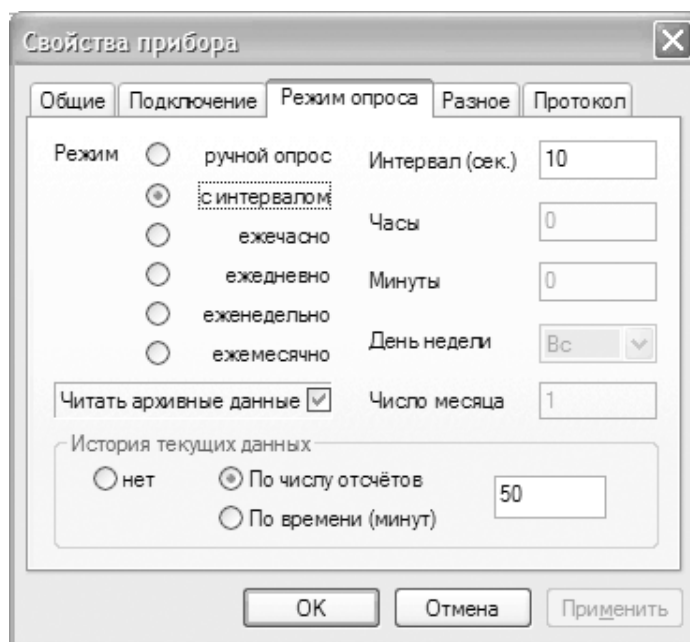 Свойства прибора
Общие Подключение Режим опроса Разное Протокол
Режим ручной опрос Интервал (сек.) 10
с интервалом
ежечасно Часы 0
ежедневно Минуты 0
еженедельно
ежемесячно День недели Вс
Читать архивные данные Число месяца 1
История текущих данных
нет По числу отсчётов 50
По времени (минут)
OK Отмена Применить